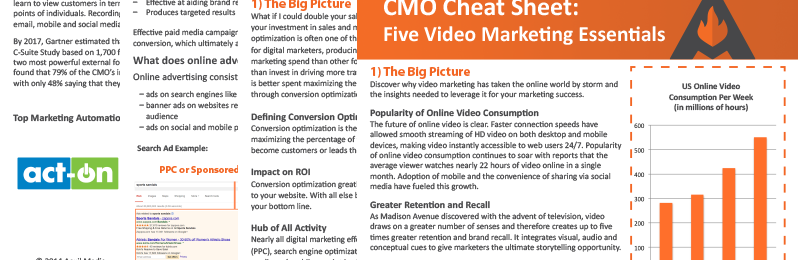 learn to view customers in terr
points of individuals. Recording
email, mobile and social media
By 2017, Gartner estimated tha
C-Suite Study based on 1,700 f
two most powerful external fo
found that 79% of the CMO's i
with only 48% saying that they
Top Marketing Automatio
act-on
Effective at aiding brand re
– Produces targeted results
Effective paid media campaign
conversion, which ultimately a
What does online adv
Online advertising consist
– ads on search engines like
– banner ads on websites re
audience
– ads on social and mobile p
Search Ad Example:
PPC or Sponsored
sports sandals
1) The Big Picture
What if I could double your sal
your investment in sales and m
optimization is often one of th
for digital marketers, producin
marketing spend than other fo
than invest in driving more tra
is better spent maximizing the
through conversion optimizatio
Defining Conversion Opti
Conversion optimization is the
maximizing the percentage of
become customers or leads th
Impact on ROI
Conversion optimization great
to your website. With all else b
your bottom line.
Hub of All Activity
Nearly all digital marketing effo
(PPC), search engine optimizat
CMO Cheat Sheet:
Five Video Marketing Essentials
1) The Big Picture
Discover why video marketing has taken the online world by storm and
the insights needed to leverage it for your marketing success.
Popularity of Online Video Consumption
The future of online video is clear. Faster connection speeds have
allowed smooth streaming of HD video on both desktop and mobile
devices, making video instantly accessible to web users 24/7. Popularity
of online video consumption continues to soar with reports that the
average viewer watches nearly 22 hours of video online in a single
month. Adoption of mobile and the convenience of sharing via social
media have fueled this growth.
Greater Retention and Recall
As Madison Avenue discovered with the advent of television, video
draws on a greater number of senses and therefore creates up to five
times greater retention and brand recall. It integrates visual, audio and
conceptual cues to give marketers the ultimate storytelling opportunity.
US Online Video
Consumption Per Week
(in millions of hours)
600
500
400
300
200
100